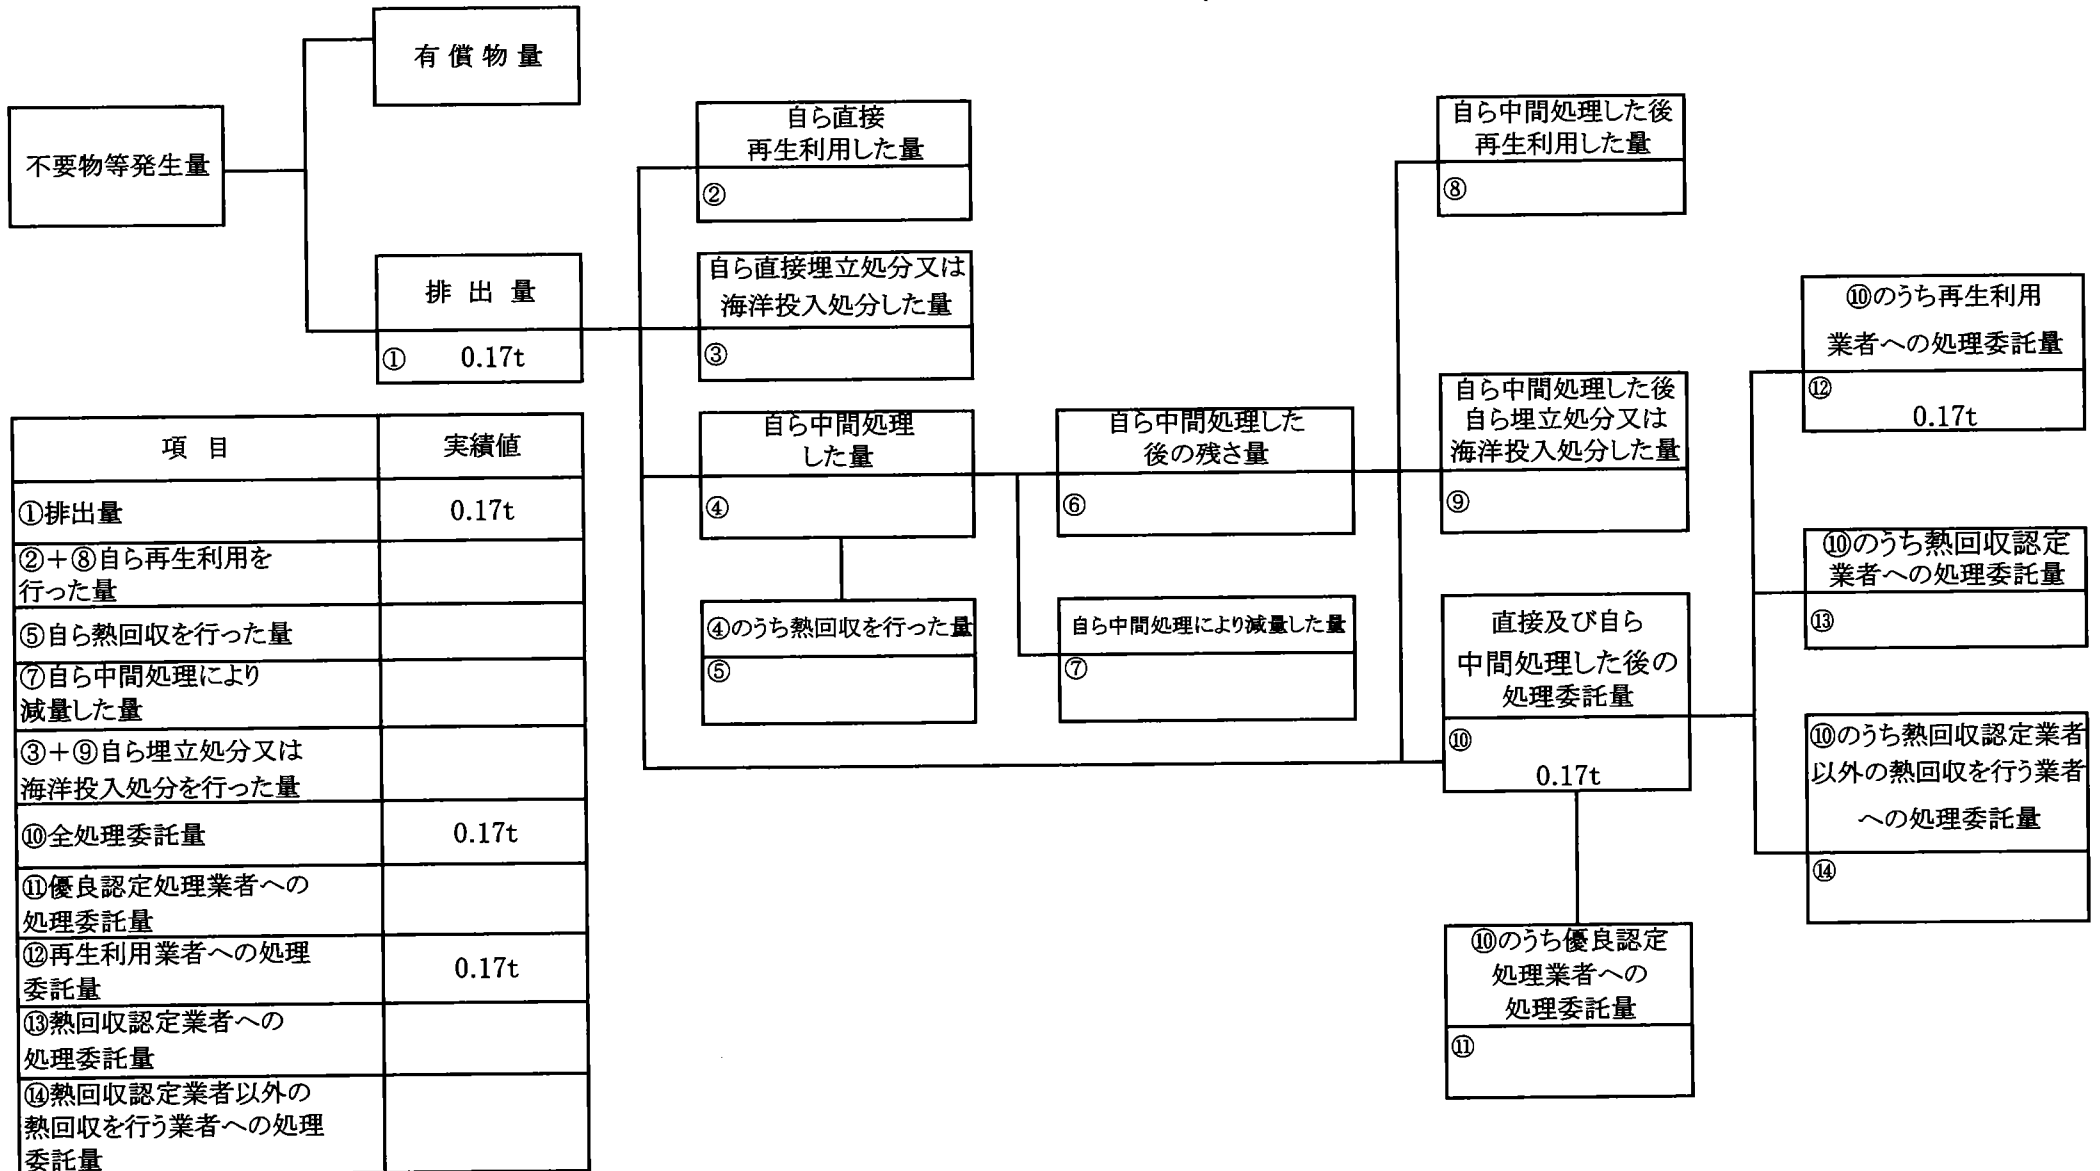 有 償 物 量
不要物等発生量
排 出 量
① 0.17t
自ら直接
再生利用した量
②
自ら直接埋立処分又は
海洋投入処分した量
③
自ら中間処理
した量
④
④のうち熱回収を行った量
⑤
自ら中間処理した
後の残さ量
⑥
自ら中間処理により減量した量
⑦
自ら中間処理した後
再生利用した量
⑧
自ら中間処理した後
自ら埋立処分又は
海洋投入処分した量
⑨
直接及び自ら
中間処理した後の
処理委託量
⑩
0.17t
⑩のうち優良認定
処理業者への
処理委託量
⑪
⑩のうち再生利用
業者への処理委託量
⑫
0.17t
⑩のうち熱回収認定
業者への処理委託量
⑬
⑩のうち熱回収認定業者
以外の熱回収を行う業者
への処理委託量
⑭
項 目 実績値
①排出量 0.17t
②+⑧自ら再生利用を
行った量
⑤自ら熱回収を行った量
⑦自ら中間処理により
減量した量
③+⑨自ら埋立処分又は
海洋投入処分を行った量
⑩全処理委託量 0.17t
⑪優良認定処理業者への
処理委託量
⑫再生利用業者への処理
委託量 0.17t
⑬熱回収認定業者への
処理委託量
⑭熱回収認定業者以外の
熱回収を行う業者への処理
委託量